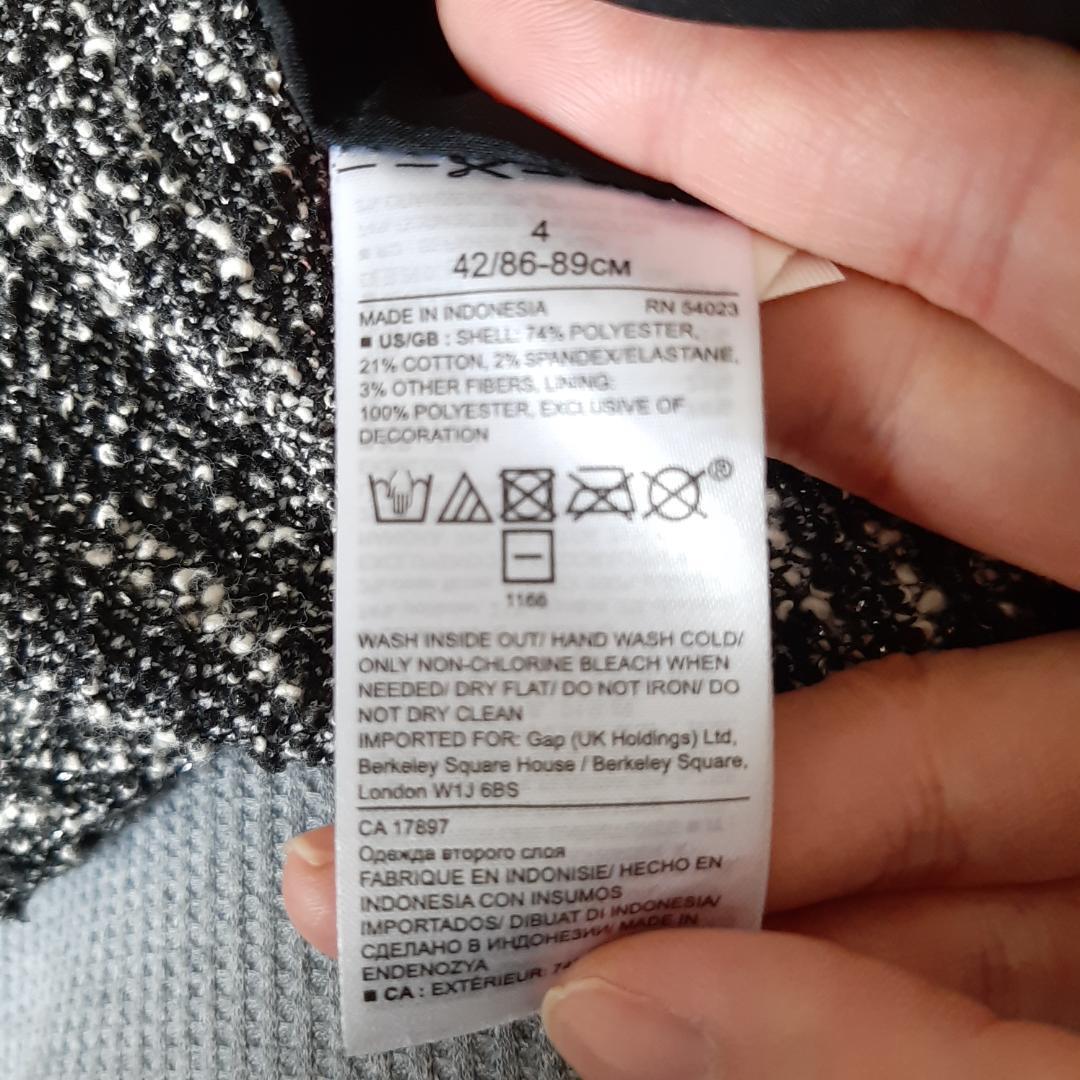 4
42/86-89СМ
MADE IN INDONESIA RN 54023
■ US/GB : SHELL: 74% POLYESTER,
21% COTTON, 2% SPANDEX/ELASTANE,
3% OTHER FIBERS, LINING:
100% POLYESTER, EXCLUSIVE OF
DECORATION
®
1166
WASH INSIDE OUT/ HAND WASH COLD/
ONLY NON-CHLORINE BLEACH WHEN
NEEDED/ DRY FLAT/ DO NOT IRON/ DO
NOT DRY CLEAN
IMPORTED FOR: Gap (UK Holdings) Ltd,
Berkeley Square House / Berkeley Square,
London W1J 6BS
CA 17897
Одежда второго слоя
FABRIQUE EN INDONISIE/ HECHO EN
INDONESIA CON INSUMOS
IMPORTADOS/ DIBUAT DI INDONESIA/
СДЕЛАНО В ИНДОНЕЗИИ/ MADE IN
ENDENOZYA
■ CA : EXTÉRIEUR: